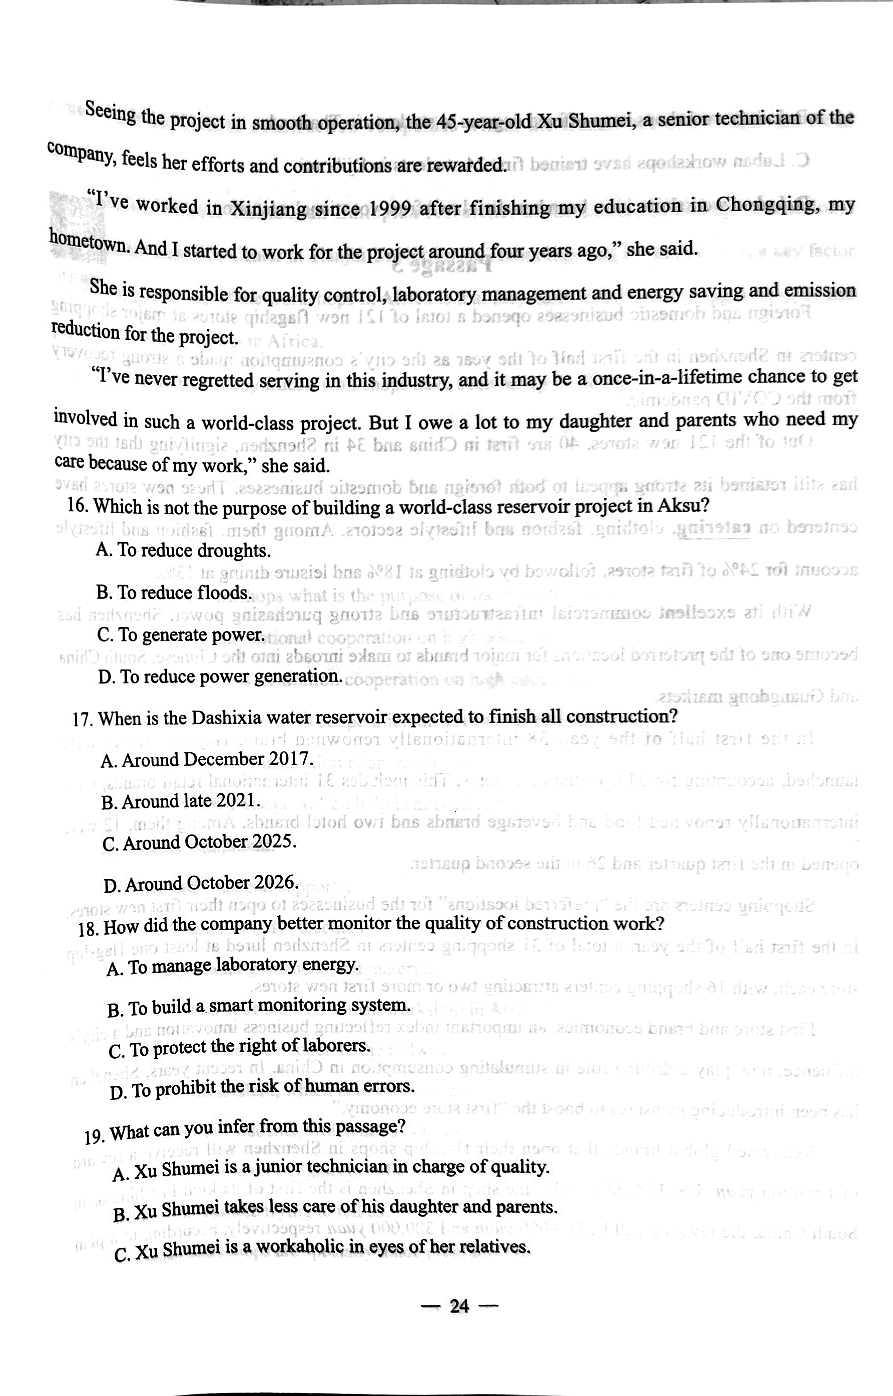 Seeing the project in smooth operation, the 45-year-old Xu Shumei, a senior technician of the
company, feels her efforts and contributions are rewarded.
“I’ve worked in Xinjiang since 1999 after finishing my education in Chongqing, my
hometown. And I started to work for the project around four years ago,” she said.
She is responsible for quality control, laboratory management and energy saving and emission
reduction for the project.
“I’ve never regretted serving in this industry, and it may be a once-in-a-lifetime chance to get
involved in such a world-class project. But I owe a lot to my daughter and parents who need my
care because of my work,” she said.
16. Which is not the purpose of building a world-class reservoir project in Aksu?
A. To reduce droughts.
B. To reduce floods.
C. To generate power.
D. To reduce power generation.
17. When is the Dashixia water reservoir expected to finish all construction?
A. Around December 2017.
B. Around late 2021.
C. Around October 2025.
D. Around October 2026.
18. How did the company better monitor the quality of construction work?
A. To manage laboratory energy.
B. To build a smart monitoring system.
C. To protect the right of laborers.
D. To prohibit the risk of human errors.
19. What can you infer from this passage?
A. Xu Shumei is a junior technician in charge of quality.
B. Xu Shumei takes less care of his daughter and parents.
C. Xu Shumei is a workaholic in eyes of her relatives.
— 24 —